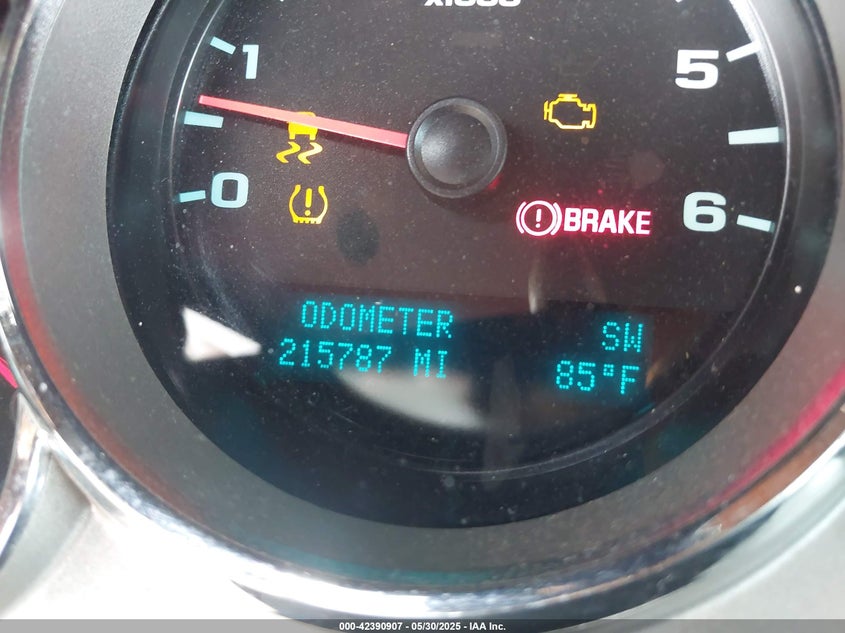 x1000
1
5
0
6
BRAKE
ODOMETER
SW
215787 MI
85°F
000-42390907 - 05/30/2025 - IAA Inc.